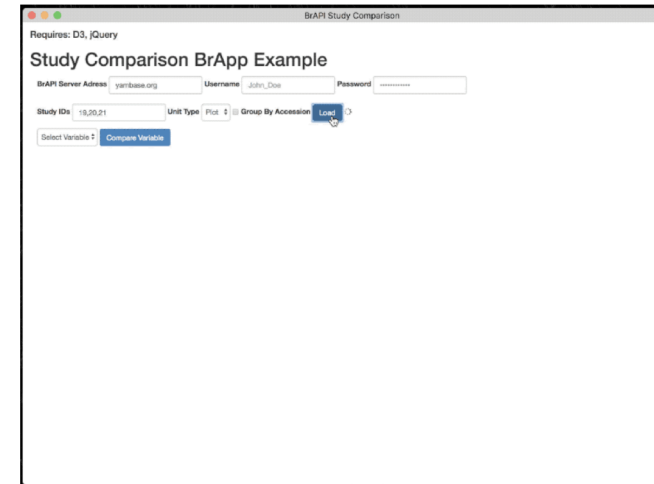 BrAPI Study Comparison
Requires: D3, jQuery
Study Comparison BrApp Example
BrAPI Server Adress yambase.org Username John_Doe Password ------------
Study IDs 19,20,21 Unit Type Plot Group By Accession Load
Select Variable Compare Variable